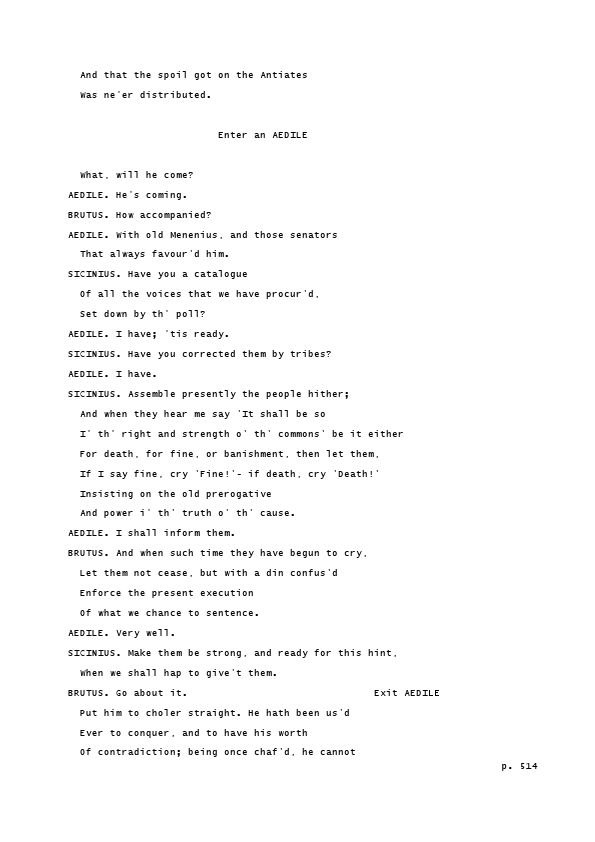 And that the spoil got on the Antiates
Was ne'er distributed.
Enter an AEDILE
What, will he come?
AEDILE. He's coming.
BRUTUS. How accompanied?
AEDILE. With old Menenius, and those senators
That always favour'd him.
SICINIUS. Have you a catalogue
Of all the voices that we have procur'd,
Set down by th' poll?
AEDILE. I have; 'tis ready.
SICINIUS. Have you corrected them by tribes?
AEDILE. I have.
SICINIUS. Assemble presently the people hither;
And when they hear me say 'It shall be so
I' th' right and strength o' th' commons' be it either
For death, for fine, or banishment, then let them,
If I say fine, cry 'Fine!'- if death, cry 'Death!'
Insisting on the old prerogative
And power i' th' truth o' th' cause.
AEDILE. I shall inform them.
BRUTUS. And when such time they have begun to cry,
Let them not cease, but with a din confus'd
Enforce the present execution
Of what we chance to sentence.
AEDILE. Very well.
SICINIUS. Make them be strong, and ready for this hint,
When we shall hap to give't them.
BRUTUS. Go about it. Exit AEDILE
Put him to choler straight. He hath been us'd
Ever to conquer, and to have his worth
Of contradiction; being once chaf'd, he cannot
p. 514